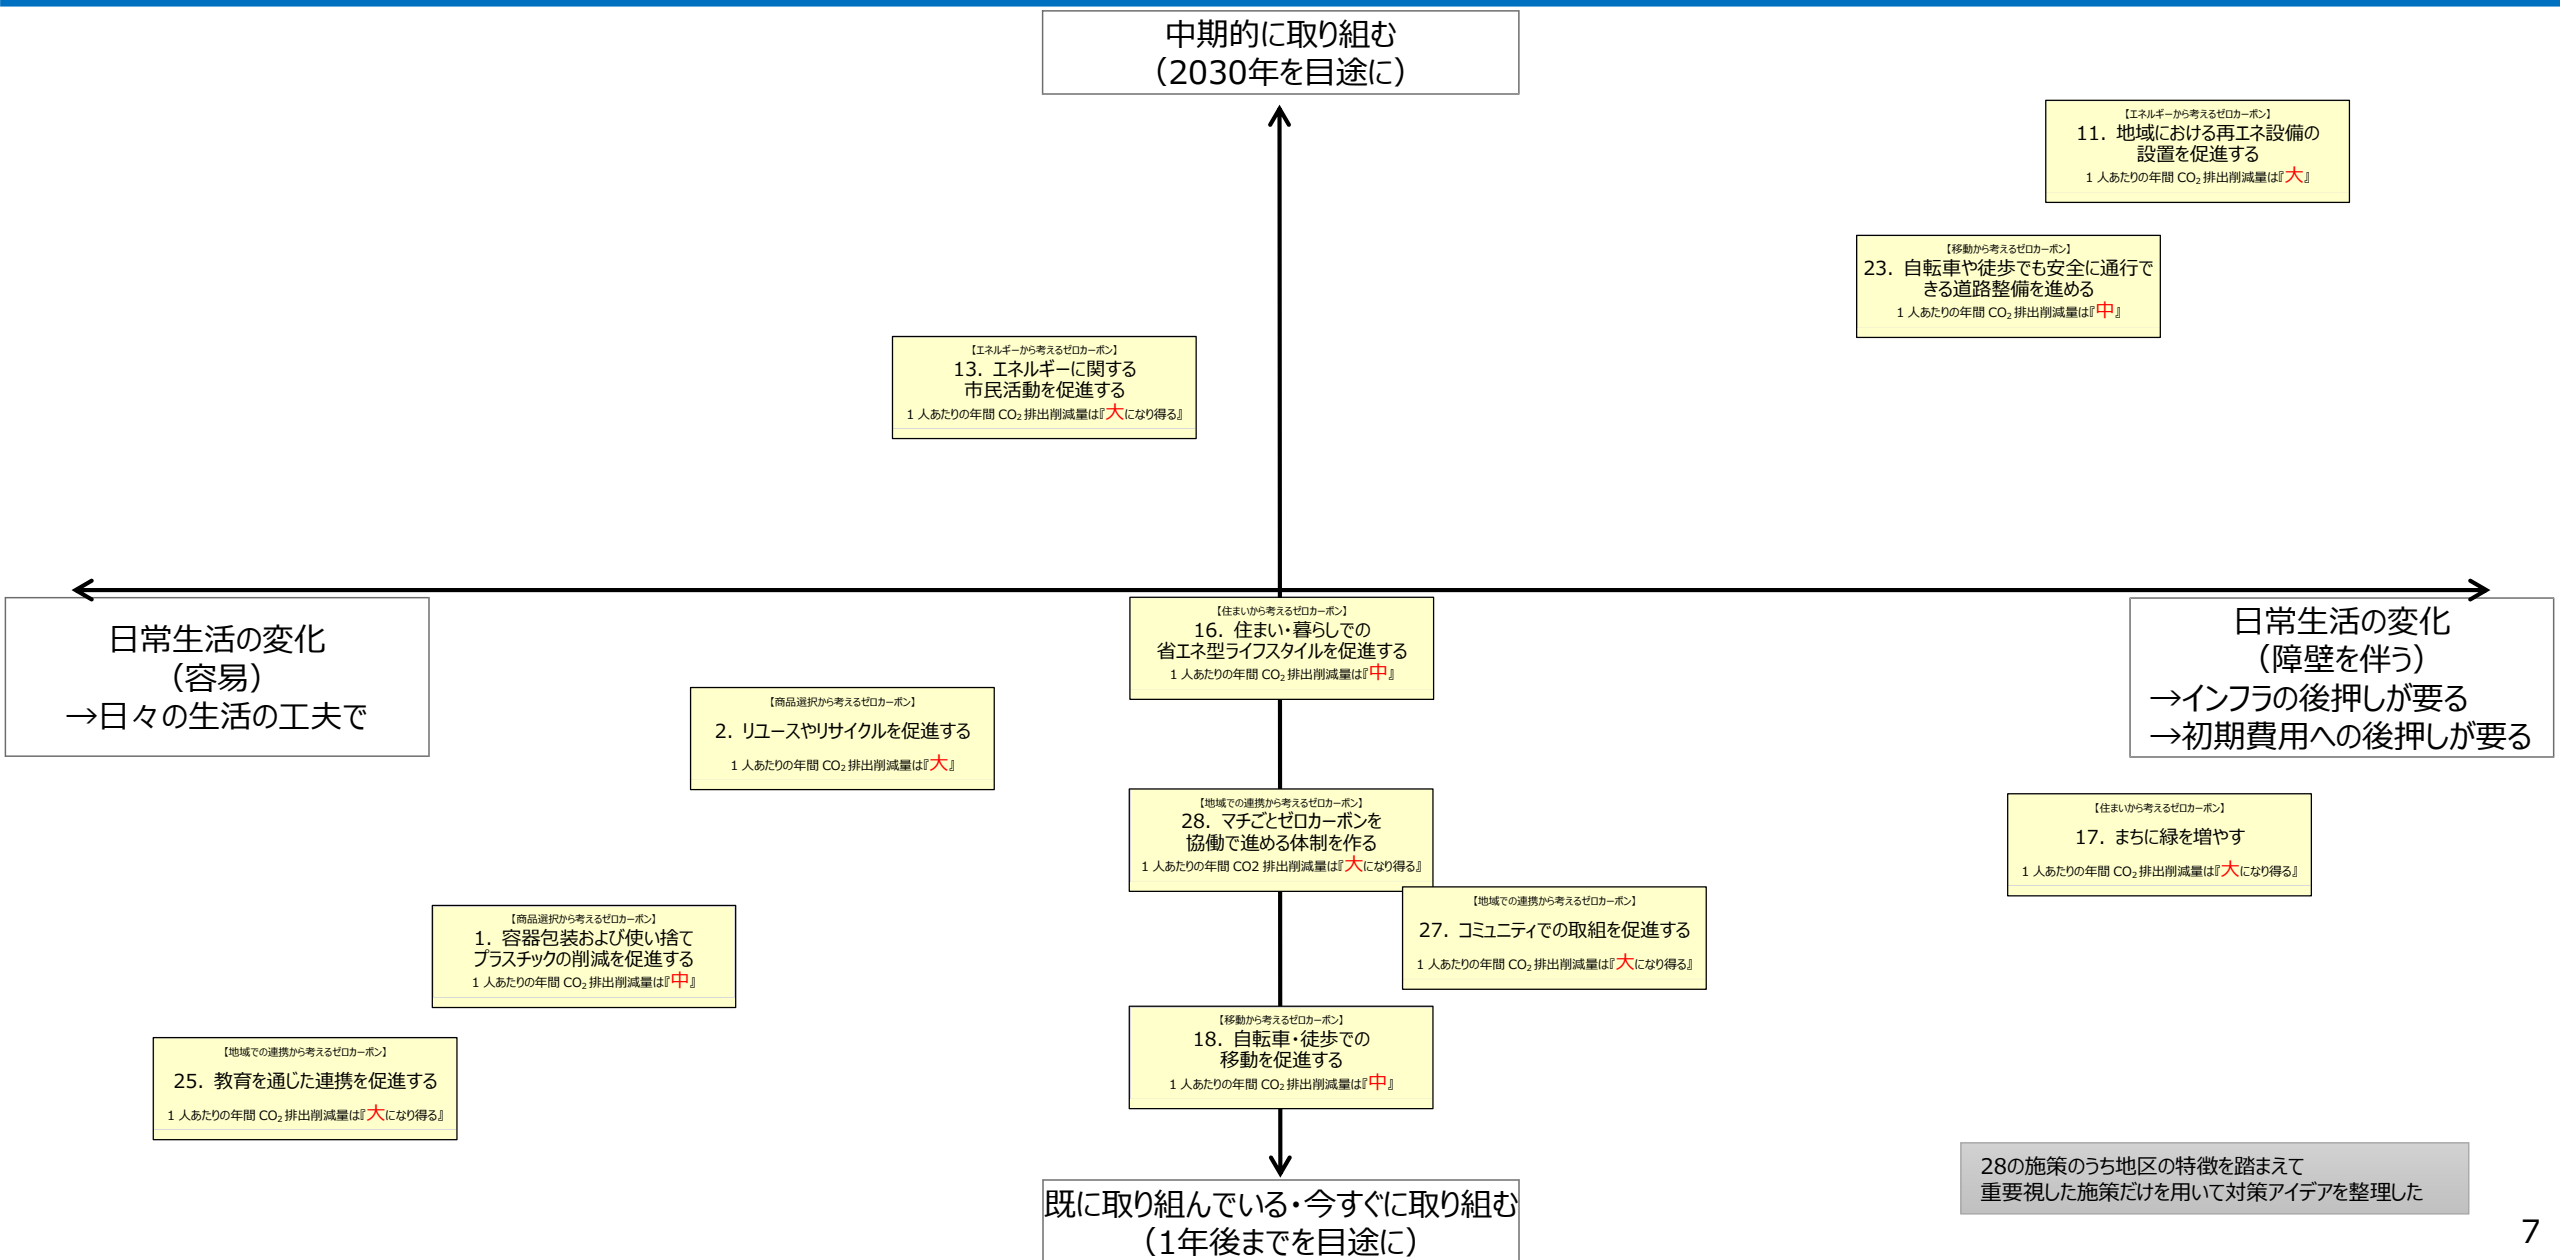 中期的に取り組む
（2030年を目途に）
【エネルギーから考えるゼロカーボン】
11. 地域における再エネ設備の
設置を促進する
1 人あたりの年間 CO₂ 排出削減量は『大』
【移動から考えるゼロカーボン】
23. 自転車や徒歩でも安全に通行で
きる道路整備を進める
1 人あたりの年間 CO₂ 排出削減量は『中』
【エネルギーから考えるゼロカーボン】
13. エネルギーに関する
市民活動を促進する
1 人あたりの年間 CO₂ 排出削減量は『大になり得る』
日常生活の変化
（容易）
→日々の生活の工夫で
【住まいから考えるゼロカーボン】
16. 住まい・暮らしでの
省エネ型ライフスタイルを促進する
1 人あたりの年間 CO₂ 排出削減量は『中』
日常生活の変化
（障壁を伴う）
→インフラの後押しが要る
→初期費用への後押しが要る
【商品選択から考えるゼロカーボン】
2. リユースやリサイクルを促進する
1 人あたりの年間 CO₂ 排出削減量は『大』
【地域での連携から考えるゼロカーボン】
28. マチごとゼロカーボンを
協働で進める体制を作る
1 人あたりの年間 CO2 排出削減量は『大になり得る』
【住まいから考えるゼロカーボン】
17. まちに緑を増やす
1 人あたりの年間 CO₂ 排出削減量は『大になり得る』
【地域での連携から考えるゼロカーボン】
27. コミュニティでの取組を促進する
1 人あたりの年間 CO₂ 排出削減量は『大になり得る』
【商品選択から考えるゼロカーボン】
1. 容器包装および使い捨て
プラスチックの削減を促進する
1 人あたりの年間 CO₂ 排出削減量は『中』
【移動から考えるゼロカーボン】
18. 自転車・徒歩での
移動を促進する
1 人あたりの年間 CO₂ 排出削減量は『中』
【地域での連携から考えるゼロカーボン】
25. 教育を通じた連携を促進する
1 人あたりの年間 CO₂ 排出削減量は『大になり得る』
28の施策のうち地区の特徴を踏まえて
重要視した施策だけを用いて対策アイデアを整理した
既に取り組んでいる・今すぐに取り組む
（1年後までを目途に）
7